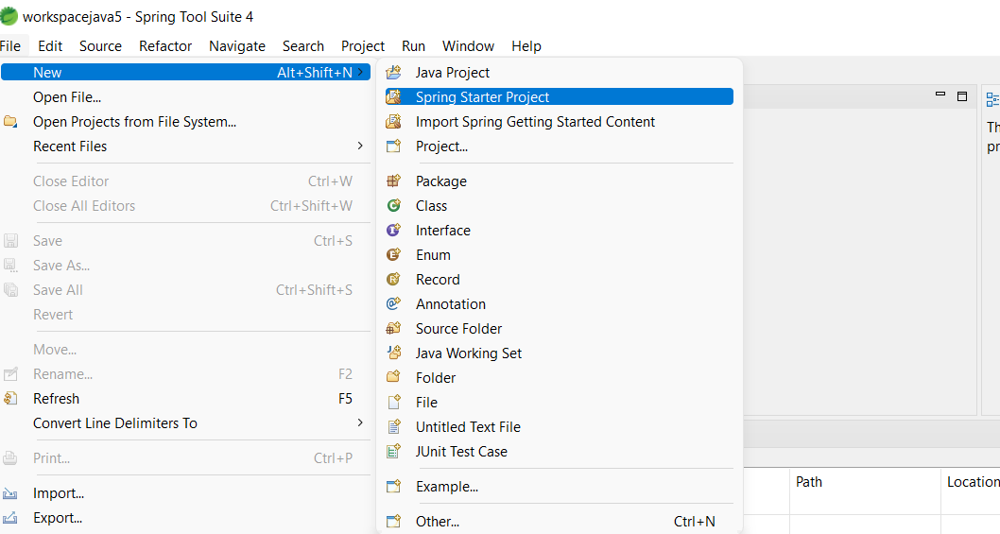 workspacejava5 - Spring Tool Suite 4
File Edit Source Refactor Navigate Search Project Run Window Help
New Alt+Shift+N
Open File...
Open Projects from File System...
Recent Files
Close Editor Ctrl+W
Close All Editors Ctrl+Shift+W
Save Ctrl+S
Save As...
Save All Ctrl+Shift+S
Revert
Move...
Rename... F2
Refresh F5
Convert Line Delimiters To
Print... Ctrl+P
Import...
Export...
Java Project
Spring Starter Project
Import Spring Getting Started Content
Project...
Package
Class
Interface
Enum
Record
Annotation
Source Folder
Java Working Set
Folder
File
Untitled Text File
JUnit Test Case
Example...
Other... Ctrl+N
Th
pr
Path Location